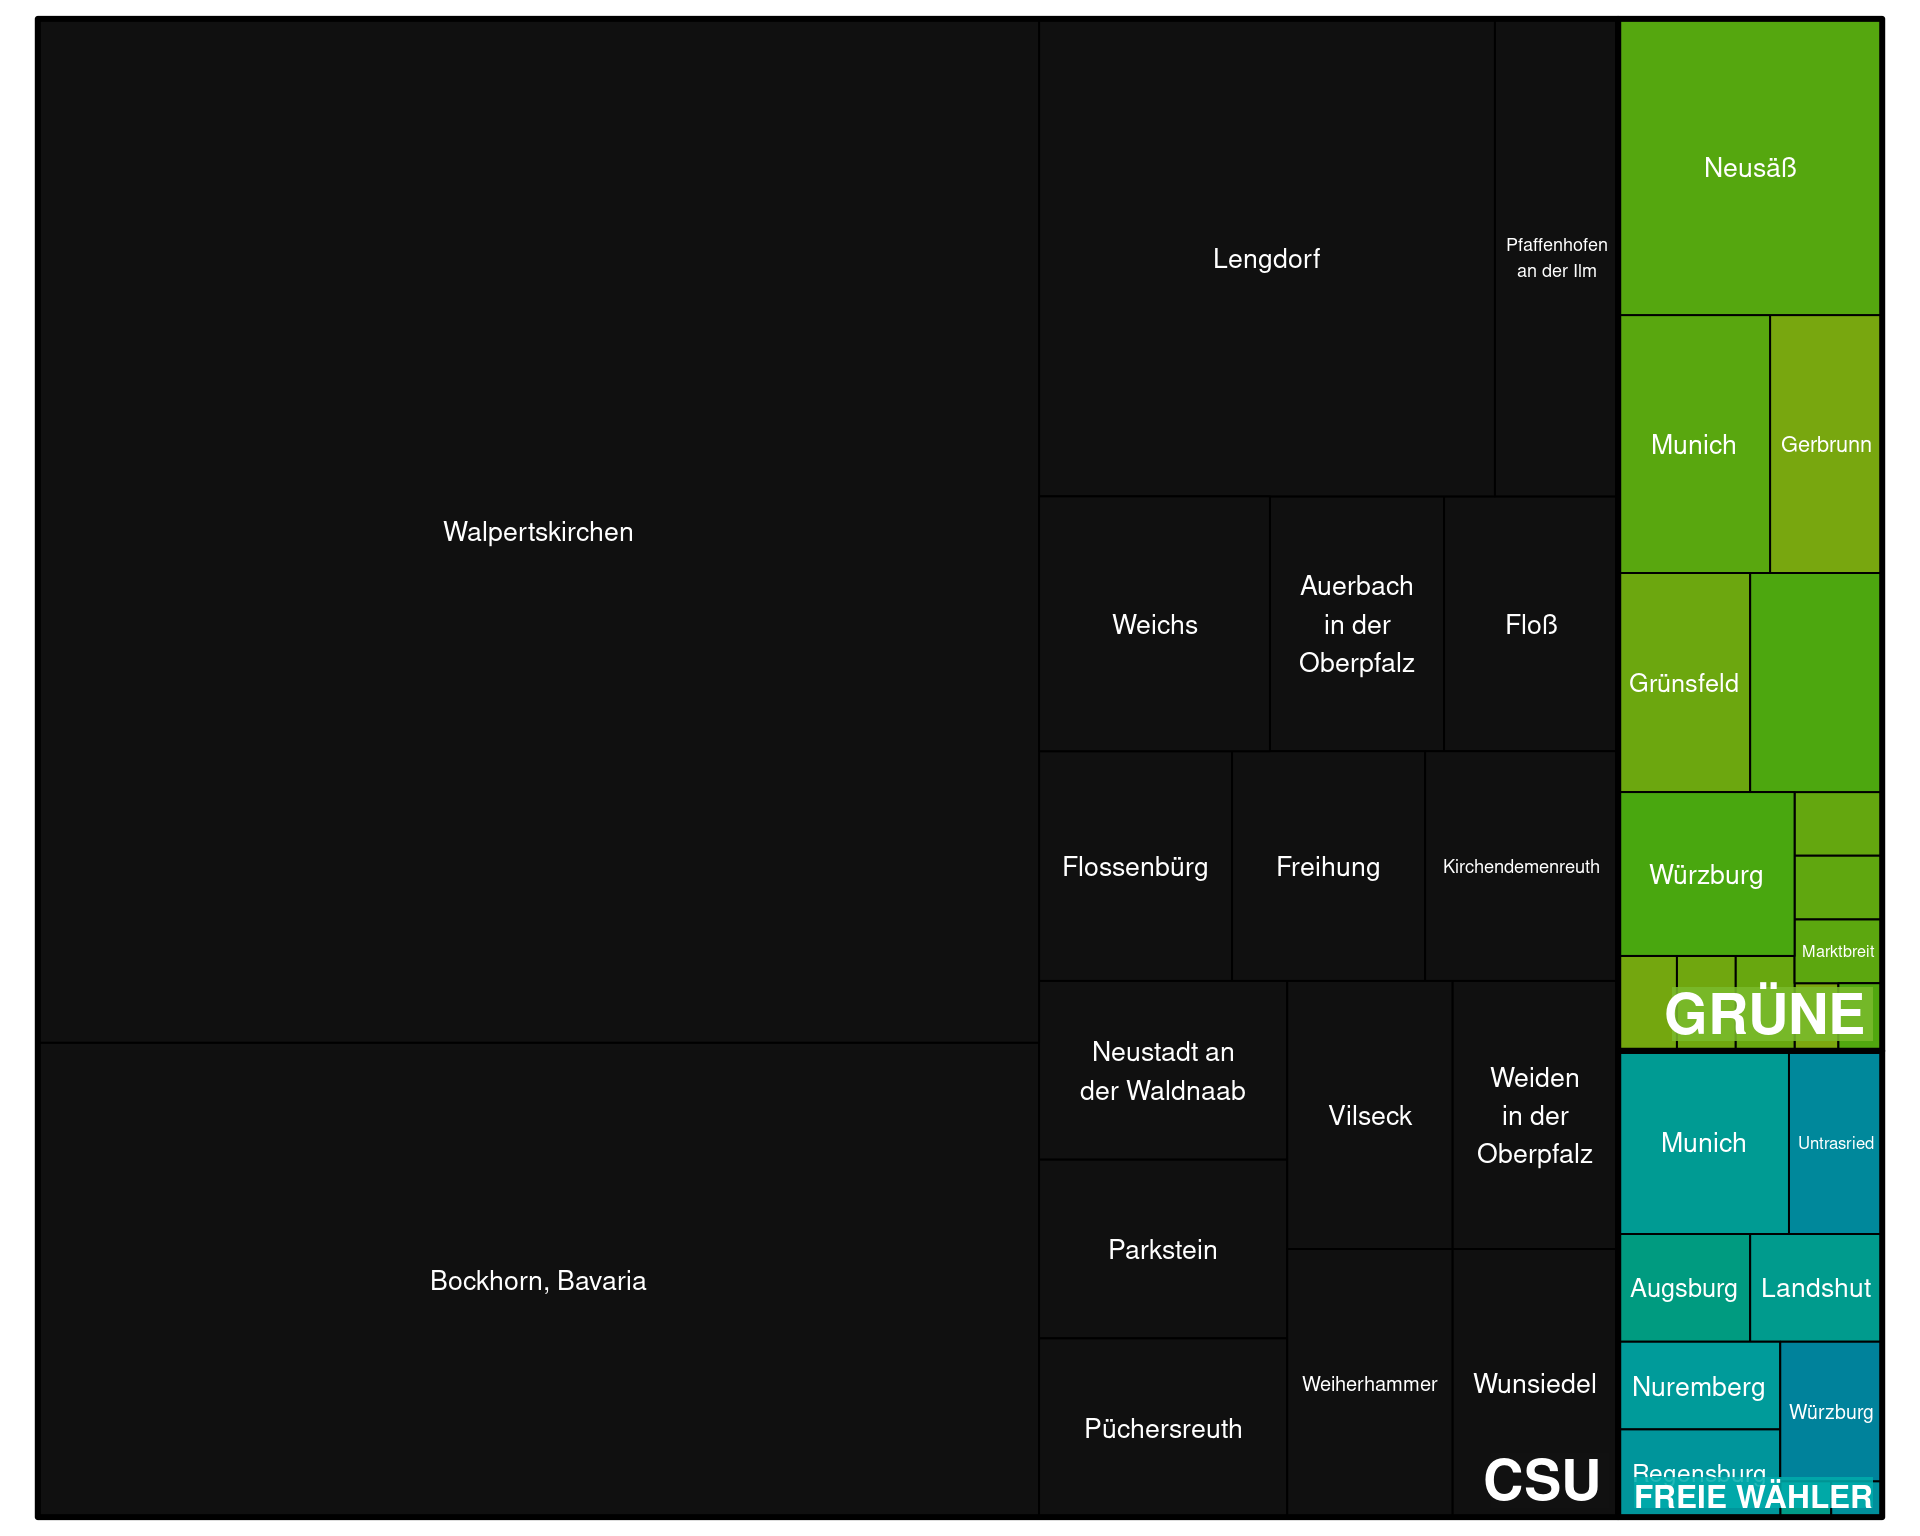 Walpertskirchen
Bockhorn, Bavaria
Lengdorf
Pfaffenhofen
an der Ilm
Weichs
Auerbach
in der
Oberpfalz
Floß
Flossenbürg
Freihung
Kirchendemenreuth
Neustadt an
der Waldnaab
Parkstein
Püchersreuth
Vilseck
Weiden
in der
Oberpfalz
Weiherhammer
Wunsiedel
CSU
Neusäß
Munich
Gerbrunn
Grünsfeld
Würzburg
Marktbreit
GRÜNE
Munich
Untrasried
Augsburg
Landshut
Nuremberg
Würzburg
Regensburg
FREIE WÄHLER